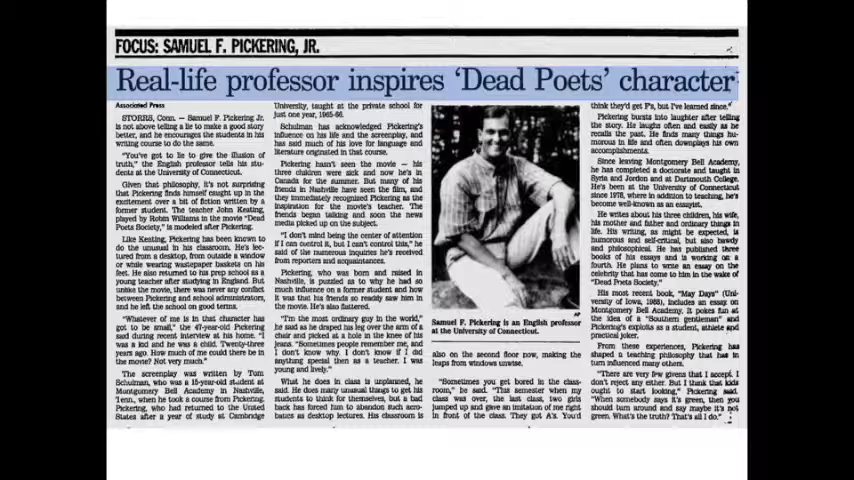 FOCUS: SAMUEL F. PICKERING, JR.
Real-life professor inspires 'Dead Poets' character
Associated Press
STORRS, Conn. — Samuel F. Pickering Jr.
is not above telling a lie to make a good story
better, and he encourages the students in his
writing course to do the same.
"You've got to lie to give the illusion of
truth," the English professor tells his stu-
dents at the University of Connecticut.
Given that philosophy, it's not surprising
that Pickering finds himself caught up in the
excitement over a bit of fiction written by a
former student. The teacher John Keating,
played by Robin Williams in the movie "Dead
Poets Society," is modeled after Pickering.
Like Keating, Pickering has been known to
do the unusual in his classroom. He's lec-
tured from a desktop, from outside a window
or while wearing wastepaper baskets on his
feet. He also returned to his prep school as a
young teacher after studying in England. But
unlike the movie, there was never any conflict
between Pickering and school administrators,
and he left the school on good terms.
"Whatever of me is in that character has
got to be small," the 47-year-old Pickering
said during recent interview at his home. "I
was a kid and he was a child. Twenty-three
years ago. How much of me could there be in
the movie? Not very much."
The screenplay was written by Tom
Schulman, who was a 15-year-old student at
Montgomery Bell Academy in Nashville,
Tenn., when he took a course from Pickering.
Pickering, who had returned to the United
States after a year of study at Cambridge
University, taught at the private school for
just one year, 1965-66.
Schulman has acknowledged Pickering's
influence on his life and the screenplay, and
has said much of his love for language and
literature originated in that course.
Pickering hasn't seen the movie — his
three children were sick and now he's in
Canada for the summer. But many of his
friends in Nashville have seen the film, and
they immediately recognized Pickering as the
inspiration for the movie's teacher. The
friends began talking and soon the news
media picked up on the subject.
"I don't mind being the center of attention
if I can control it, but I can't control this," he
said of the numerous inquiries he's received
from reporters and acquaintances.
Pickering, who was born and raised in
Nashville, is puzzled as to why he had so
much influence on a former student and how
it was that his friends so readily saw him in
the movie. He's also flattered.
"I'm the most ordinary guy in the world,"
he said as he draped his leg over the arm of a
chair and picked at a hole in the knee of his
jeans. "Sometimes people remember me, and
I don't know why. I don't know if I did
anything special then as a teacher. I was
young and lively."
What he does in class is unplanned, he
said. He does many unusual things to get his
students to think for themselves, but a bad
back has forced him to abandon such acro-
batics as desktop lectures. His classroom is
AP
Samuel F. Pickering is an English professor
at the University of Connecticut.
also on the second floor now, making the
leaps from windows unwise.
"Sometimes you get bored in the class-
room," he said. "This semester when my
class was over, the last class, two girls
jumped up and gave an imitation of me right
in front of the class. They got A's. You'd
think they'd get F's, but I've learned since."
Pickering bursts into laughter after telling
the story. He laughs often and easily as he
recalls the past. He finds many things hu-
morous in life and often downplays his own
accomplishments.
Since leaving Montgomery Bell Academy,
he has completed a doctorate and taught in
Syria and Jordan and at Dartmouth College.
He's been at the University of Connecticut
since 1978, where in addition to teaching, he's
become well-known as an essayist.
He writes about his three children, his wife,
his mother and father and ordinary things in
life. His writing, as might be expected, is
humorous and self-critical, but also bawdy
and philosophical. He has published three
books of his essays and is working on a
fourth. He plans to write an essay on the
celebrity that has come to him in the wake of
"Dead Poets Society."
His most recent book, "May Days" (Uni-
versity of Iowa, 1988), includes an essay on
Montgomery Bell Academy. It pokes fun at
the idea of a "Southern gentleman" and
Pickering's exploits as a student, athlete and
practical joker.
From these experiences, Pickering has
shaped a teaching philosophy that has in
turn influenced many others.
"There are very few givens that I accept. I
don't reject any either. But I think that kids
ought to start looking," Pickering said.
"When somebody says it's green, then you
should turn around and say maybe it's not
green. What's the truth? That's all I do."